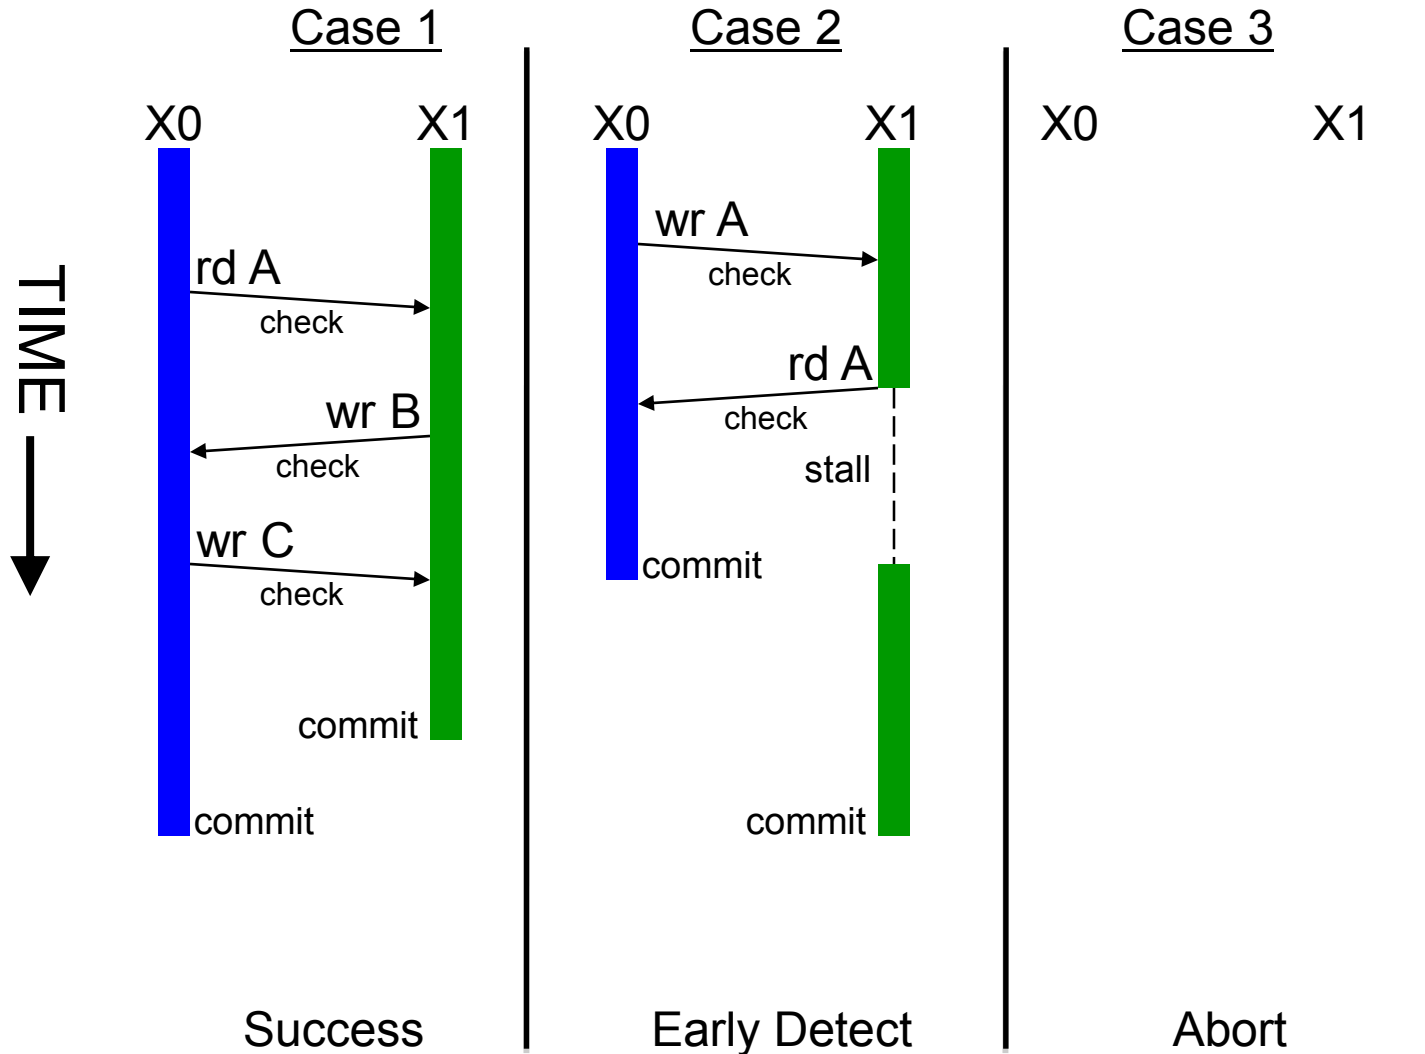 Case 1
Case 2
Case 3
X0
X1
X0
X1
X0
X1
TIME
rd A
check
wr B
check
wr C
check
commit
commit
wr A
check
rd A
check
stall
commit
commit
Success
Early Detect
Abort